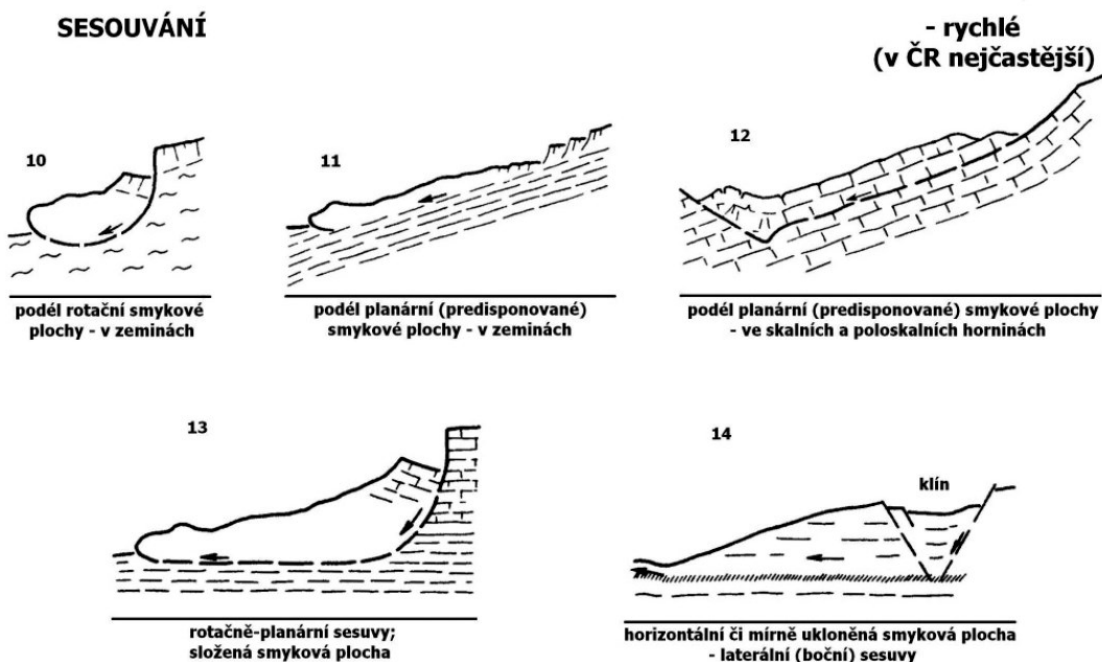 SESOUVÁNÍ
- rychlé
(v ČR nejčastější)
10
11
12
podél rotační smykové
plochy - v zeminách
podél planární (predisponované)
smykové plochy - v zeminách
podél planární (predisponované) smykové plochy
- ve skalních a poloskalních horninách
13
14
klín
rotačně-planární sesuvy;
složená smyková plocha
horizontální či mírně ukloněná smyková plocha
- laterální (boční) sesuvy